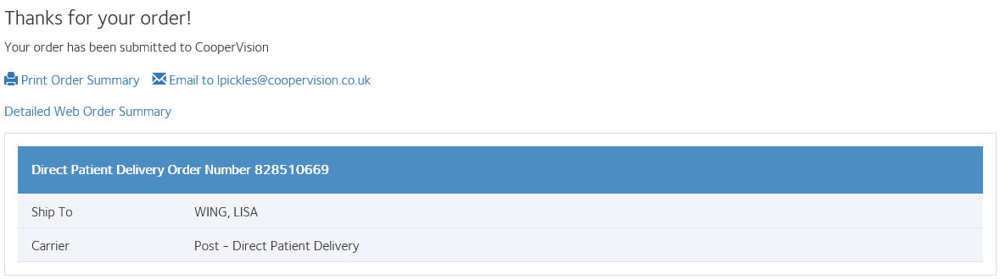 Thanks for your order!
Your order has been submitted to CooperVision
Print Order Summary Email to lpickles@coopervision.co.uk
Detailed Web Order Summary
Direct Patient Delivery Order Number 828510669
Ship To WING, LISA
Carrier Post - Direct Patient Delivery